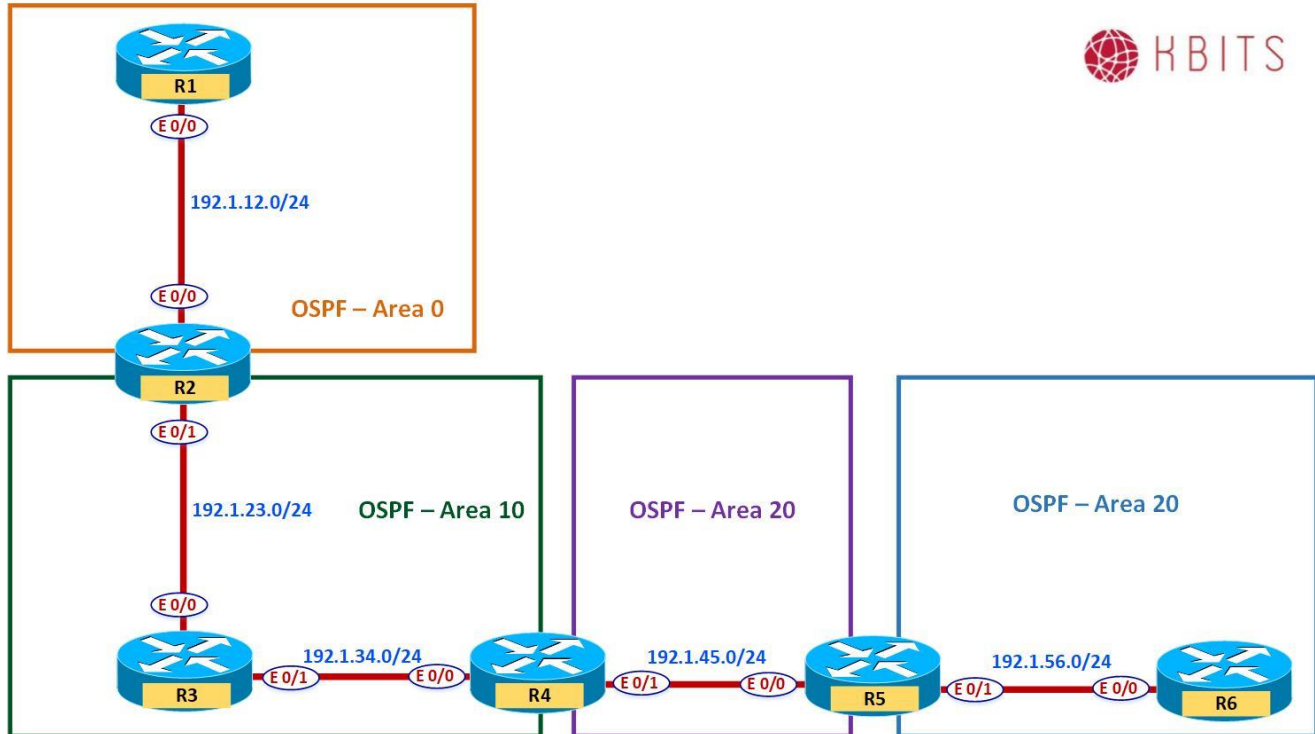 KBITS
R1
E 0/0
192.1.12.0/24
E 0/0
OSPF – Area 0
R2
E 0/1
192.1.23.0/24
OSPF – Area 10
OSPF – Area 20
OSPF – Area 20
E 0/0
R3
E 0/1
192.1.34.0/24
E 0/0
R4
E 0/1
192.1.45.0/24
E 0/0
R5
E 0/1
192.1.56.0/24
E 0/0
R6